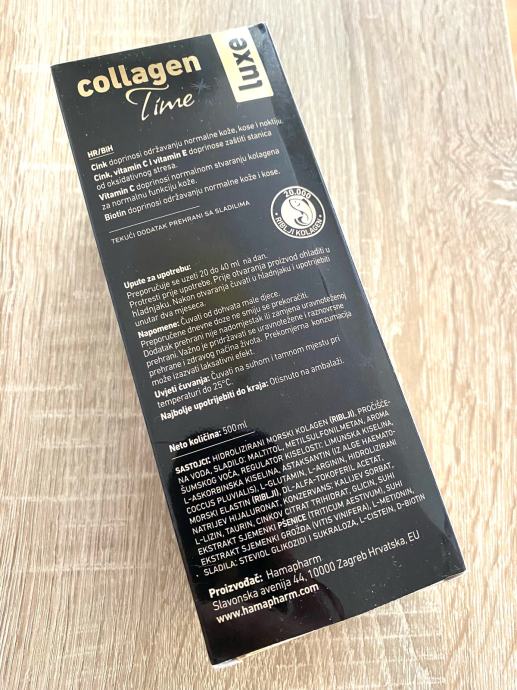 collagen
Time
luxe
HR/BIH
Cink doprinosi održavanju normalne kože, kose i noktiju.
Cink, vitamin C i vitamin E doprinose zaštiti stanica
od oksidativnog stresa.
Vitamin C doprinosi normalnom stvaranju kolagena
za normalnu funkciju kože.
Biotin doprinosi održavanju normalne kože i kose.
TEKUĆI DODATAK PREHRANI SA SLADILIMA
20.000
RIBLJI KOLAGEN
Upute za upotrebu:
Preporučuje se uzeti 20 do 40 ml na dan.
Protresti prije upotrebe. Prije otvaranja proizvod ohladiti u
hladnjaku. Nakon otvaranja čuvati u hladnjaku i upotrijebiti
unutar dva mjeseca.
Napomene: Čuvati od dohvata male djece.
Preporučene dnevne doze ne smiju se prekoračiti.
Dodatak prehrani nije nadomjestak ili zamjena uravnoteženoj
prehrani. Važno je pridržavati se uravnotežene i raznovrsne
prehrane i zdravog načina života. Prekomjerna konzumacija
može izazvati laksativni efekt.
Uvjeti čuvanja: Čuvati na suhom i tamnom mjestu pri
temperaturi do 25°C.
Najbolje upotrijebiti do kraja: Otisnuto na ambalaži.
Neto količina: 500ml
SASTOJCI: HIDROLIZIRANI MORSKI KOLAGEN (RIBLJI), PROČIŠĆE-
NA VODA, SLADILO: MALTITOL, METILSULFONILMETAN, AROMA
ŠUMSKOG VOĆA, REGULATOR KISELOSTI: LIMUNSKA KISELINA,
L-ASKORBINSKA KISELINA, ASTAKSANTIN (IZ ALGE HAEMATO-
COCCUS PLUVIALIS), L-GLUTAMIN, L-ARGININ, HIDROLIZIRANI
MORSKI ELASTIN (RIBLJI), DL-ALFA-TOKOFERIL ACETAT,
NATRIJEV HIJALURONAT, KONZERVANS: KALIJEV SORBAT,
L-LIZIN, TAURIN, CINKOV CITRAT TRIHIDRAT, GLICIN, SUHI
EKSTRAKT SJEMENKI PŠENICE (TRITICUM AESTIVUM), SUHI
EKSTRAKT SJEMENKI GROŽĐA (VITIS VINIFERA), L-METIONIN,
SLADILA: STEVIOL GLIKOZIDI I SUKRALOZA, L-CISTEIN, D-BIOTIN
Proizvođač: Hamapharm
Slavonska avenija 44, 10000 Zagreb Hrvatska, EU
www.hamapharm.com